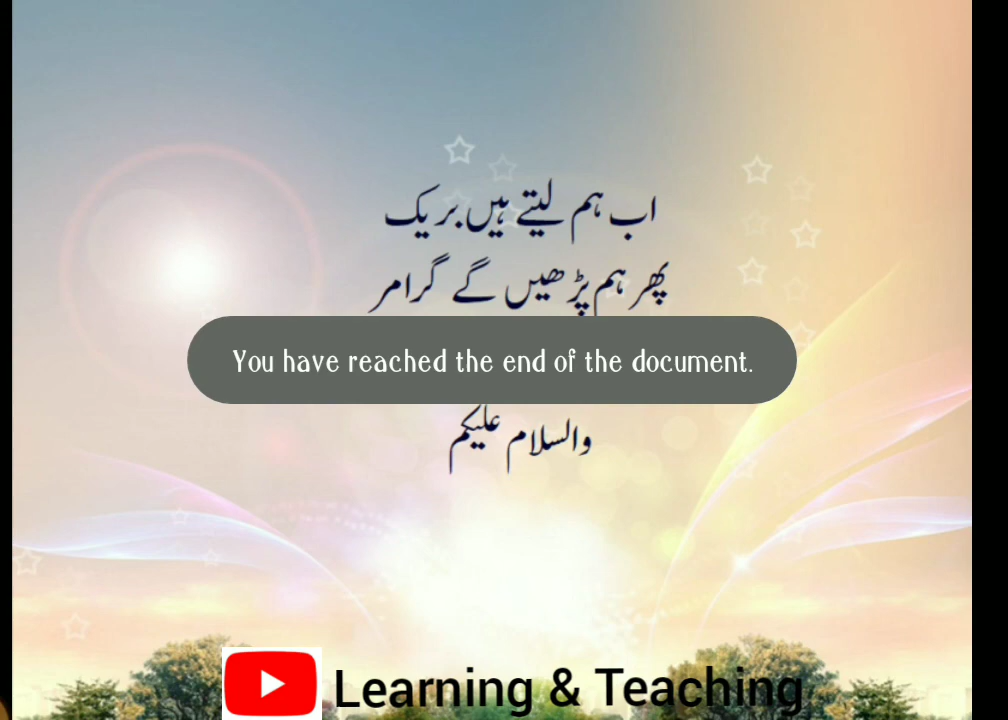 اب ہم لیتے ہیں بریک
پھر ہم پڑھیں گے گرامر
You have reached the end of the document.
والسلام علیکم
Learning & Teaching